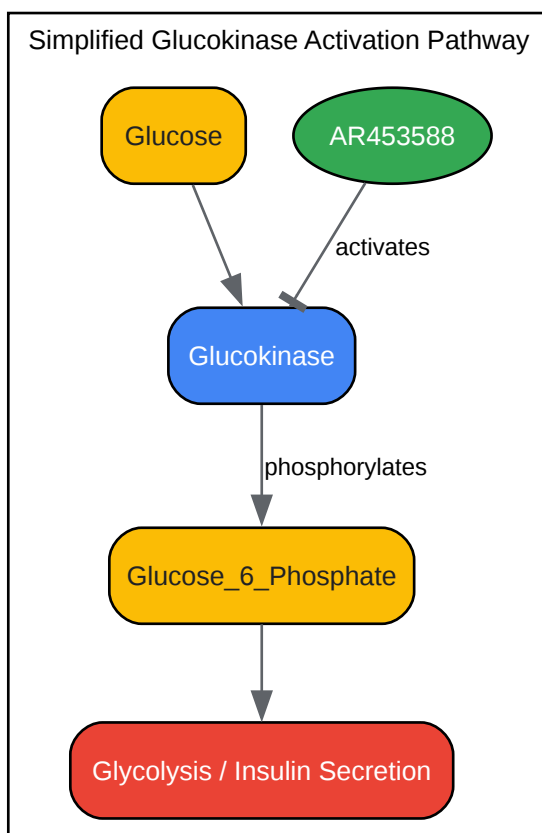 Simplified Glucokinase Activation Pathway
Glucose
AR453588
activates
Glucokinase
phosphorylates
Glucose_6_Phosphate
Glycolysis / Insulin Secretion